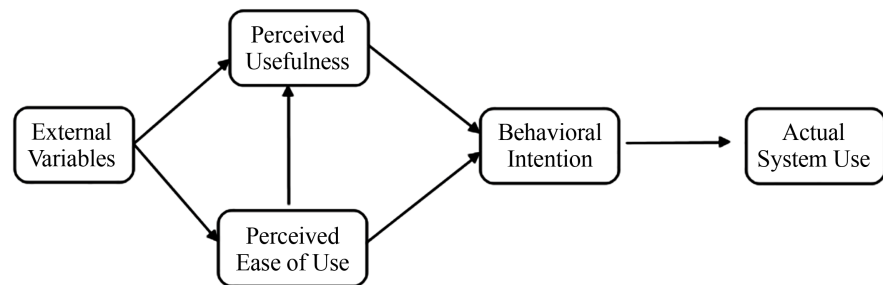 Perceived
Usefulness
External
Variables
Behavioral
Intention
Actual
System Use
Perceived
Ease of Use